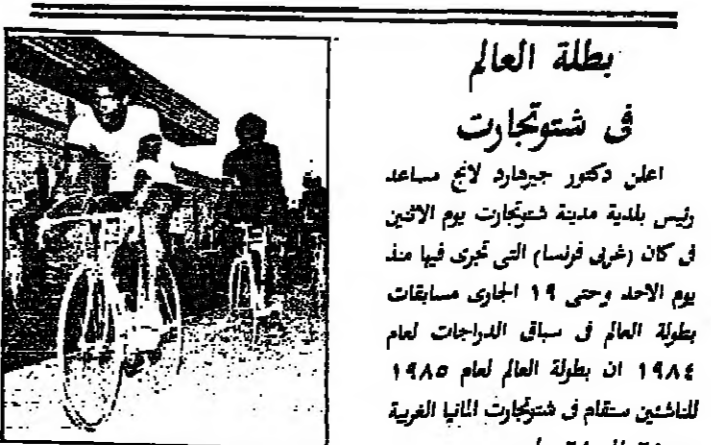 بطلة العالم
فى شتوتجارت
اعلن دكتور جيرهارد لانج مساعد
رئيس بلدية مدينة شتوتجارت يوم الاثنين
فى كان (غربى فرنسا) التى تجرى فيها منذ
يوم الاحد وحتى ١٩ الجارى مسابقات
بطولة العالم فى سباق الدراجات لعام
١٩٨٤ ان بطولة العالم لعام ١٩٨٥
للناشئين ستقام فى شتوتجارت المانيا الغربية